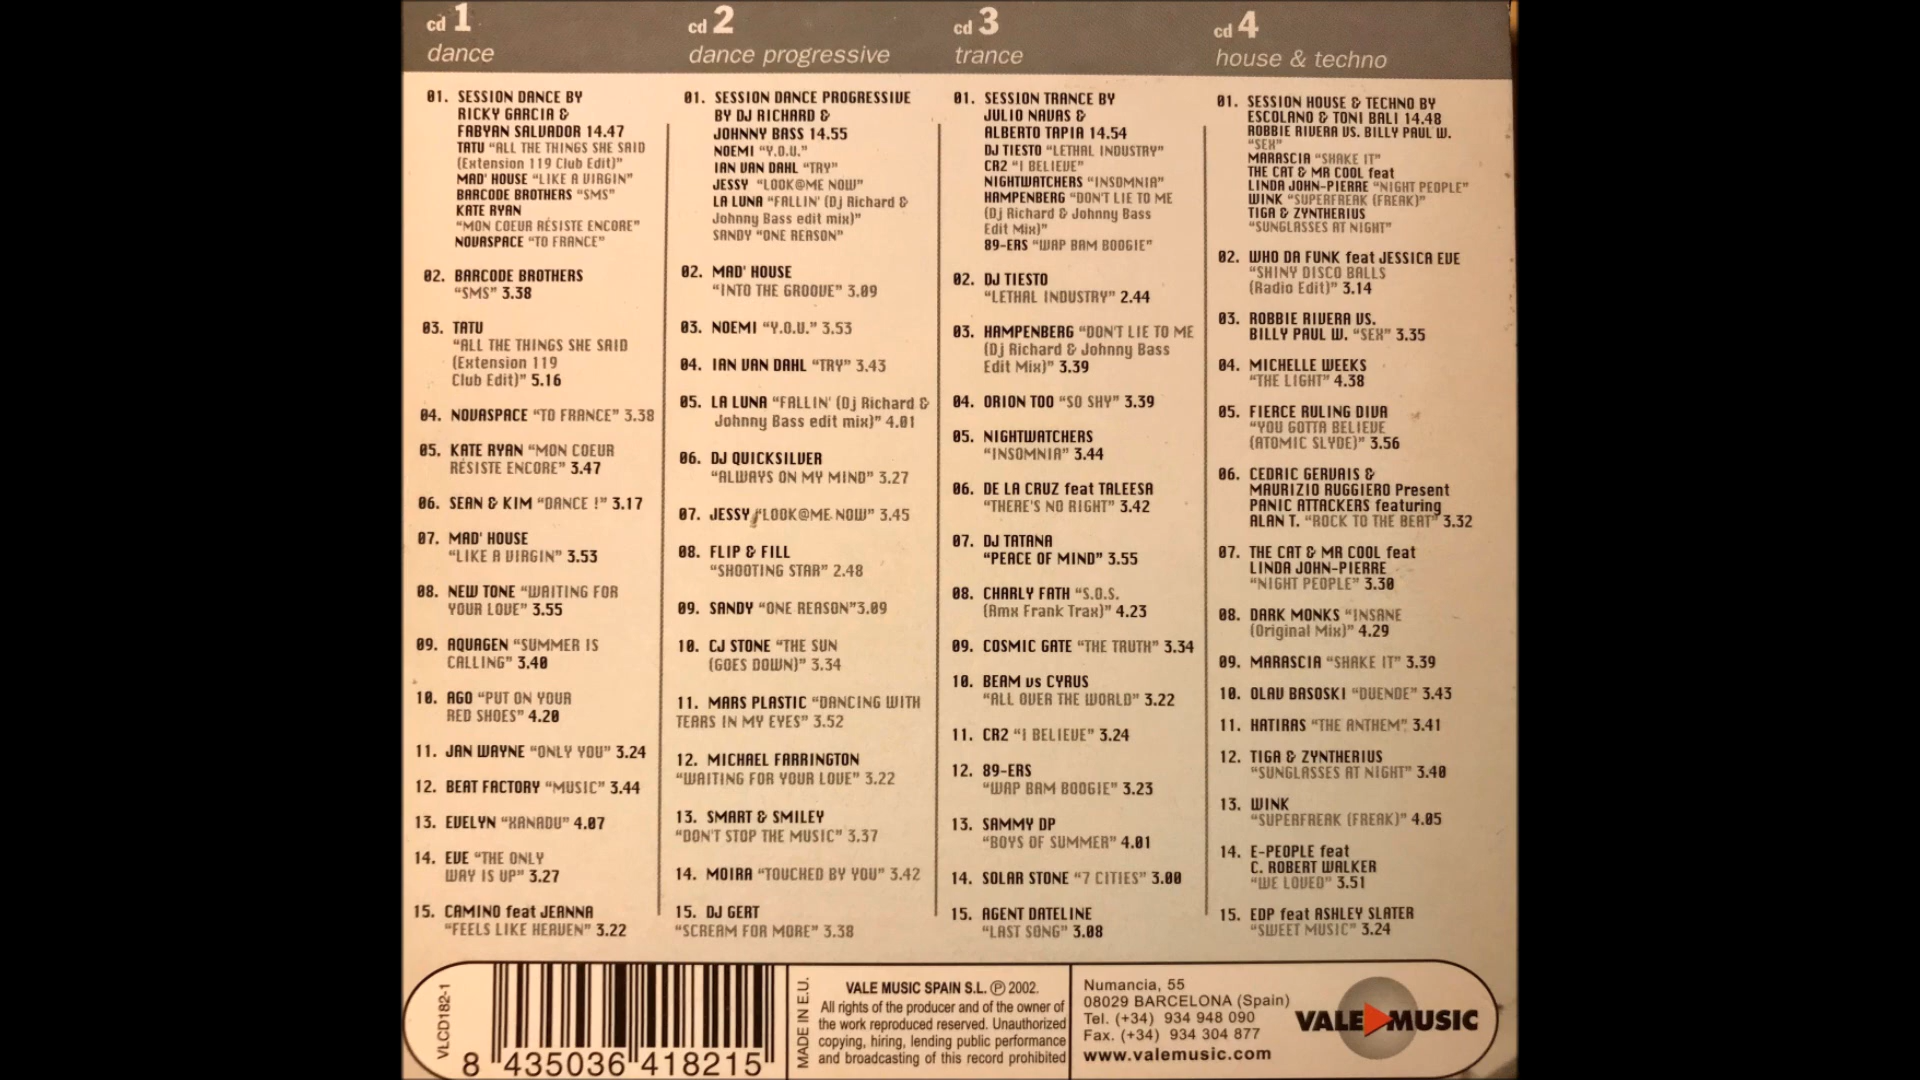 cd 1
dance
01. SESSION DANCE BY
RICKY GARCIA &
FABYAN SALVADOR 14.47
TATU "ALL THE THINGS SHE SAID
(Extension 119 Club Edit)"
MAD' HOUSE "LIKE A VIRGIN"
BARCODE BROTHERS "SMS"
KATE RYAN
"MON COEUR RÉSISTE ENCORE"
NOVASPACE "TO FRANCE"
02. BARCODE BROTHERS
"SMS" 3.38
03. TATU
"ALL THE THINGS SHE SAID
(Extension 119
Club Edit)" 5.16
04. NOVASPACE "TO FRANCE" 3.38
05. KATE RYAN "MON COEUR
RÉSISTE ENCORE" 3.47
06. SEAN & KIM "DANCE !" 3.17
07. MAD' HOUSE
"LIKE A VIRGIN" 3.53
08. NEW TONE "WAITING FOR
YOUR LOVE" 3.55
09. AQUAGEN "SUMMER IS
CALLING" 3.40
10. AGO "PUT ON YOUR
RED SHOES" 4.20
11. JAN WAYNE "ONLY YOU" 3.24
12. BEAT FACTORY "MUSIC" 3.44
13. EVELYN "XANADU" 4.07
14. EVE "THE ONLY
WAY IS UP" 3.27
15. CAMINO feat JEANNA
"FEELS LIKE HEAVEN" 3.22
cd 2
dance progressive
01. SESSION DANCE PROGRESSIVE
BY DJ RICHARD &
JOHNNY BASS 14.55
NOEMI "Y.O.U."
IAN VAN DAHL "TRY"
JESSY "LOOK@ME NOW"
LA LUNA "FALLIN' (Dj Richard &
Johnny Bass edit mix)"
SANDY "ONE REASON"
02. MAD' HOUSE
"INTO THE GROOVE" 3.09
03. NOEMI "Y.O.U." 3.53
04. IAN VAN DAHL "TRY" 3.43
05. LA LUNA "FALLIN' (Dj Richard &
Johnny Bass edit mix)" 4.01
06. DJ QUICKSILVER
"ALWAYS ON MY MIND" 3.27
07. JESSY "LOOK@ME NOW" 3.45
08. FLIP & FILL
"SHOOTING STAR" 2.48
09. SANDY "ONE REASON"3.09
10. CJ STONE "THE SUN
(GOES DOWN)" 3.34
11. MARS PLASTIC "DANCING WITH
TEARS IN MY EYES" 3.52
12. MICHAEL FARRINGTON
"WAITING FOR YOUR LOVE" 3.22
13. SMART & SMILEY
"DON'T STOP THE MUSIC" 3.37
14. MOIRA "TOUCHED BY YOU" 3.42
15. DJ GERT
"SCREAM FOR MORE" 3.38
cd 3
trance
01. SESSION TRANCE BY
JULIO NAVAS &
ALBERTO TAPIA 14.54
DJ TIESTO "LETHAL INDUSTRY"
CR2 "I BELIEVE"
NIGHTWATCHERS "INSOMNIA"
HAMPENBERG "DON'T LIE TO ME
(Dj Richard & Johnny Bass
Edit Mix)"
89-ERS "WAP BAM BOOGIE"
02. DJ TIESTO
"LETHAL INDUSTRY" 2.44
03. HAMPENBERG "DON'T LIE TO ME
(Dj Richard & Johnny Bass
Edit Mix)" 3.39
04. ORION TOO "SO SHY" 3.39
05. NIGHTWATCHERS
"INSOMNIA" 3.44
06. DE LA CRUZ feat TALEESA
"THERE'S NO RIGHT" 3.42
07. DJ TATANA
"PEACE OF MIND" 3.55
08. CHARLY FATH "S.O.S.
(Rmx Frank Trax)" 4.23
09. COSMIC GATE "THE TRUTH" 3.34
10. BEAM vs CYRUS
"ALL OVER THE WORLD" 3.22
11. CR2 "I BELIEVE" 3.24
12. 89-ERS
"WAP BAM BOOGIE" 3.23
13. SAMMY DP
"BOYS OF SUMMER" 4.01
14. SOLAR STONE "7 CITIES" 3.00
15. AGENT DATELINE
"LAST SONG" 3.08
cd 4
house & techno
01. SESSION HOUSE & TECHNO BY
ESCOLANO & TONI BALI 14.48
ROBBIE RIVERA VS. BILLY PAUL W.
"SEX"
MARASCIA "SHAKE IT"
THE CAT & MR COOL feat
LINDA JOHN-PIERRE "NIGHT PEOPLE"
WINK "SUPERFREAK (FREAK)"
TIGA & ZYNTHERIUS
"SUNGLASSES AT NIGHT"
02. WHO DA FUNK feat JESSICA EVE
"SHINY DISCO BALLS
(Radio Edit)" 3.14
03. ROBBIE RIVERA VS.
BILLY PAUL W. "SEX" 3.35
04. MICHELLE WEEKS
"THE LIGHT" 4.38
05. FIERCE RULING DIVA
"YOU GOTTA BELIEVE
(ATOMIC SLYDE)" 3.56
06. CEDRIC GERVAIS &
MAURIZIO RUGGIERO Present
PANIC ATTACKERS featuring
ALAN T. "ROCK TO THE BEAT" 3.32
07. THE CAT & MR COOL feat
LINDA JOHN-PIERRE
"NIGHT PEOPLE" 3.30
08. DARK MONKS "INSANE
(Original Mix)" 4.29
09. MARASCIA "SHAKE IT" 3.39
10. OLAV BASOSKI "DUENDE" 3.43
11. HATIRAS "THE ANTHEM" 3.41
12. TIGA & ZYNTHERIUS
"SUNGLASSES AT NIGHT" 3.40
13. WINK
"SUPERFREAK (FREAK)" 4.05
14. E-PEOPLE feat
C. ROBERT WALKER
"WE LOVED" 3.51
15. EDP feat ASHLEY SLATER
"SWEET MUSIC" 3.24
VLCD182-1
8 435036 418215
MADE IN E.U.
VALE MUSIC SPAIN S.L. ℗ 2002.
All rights of the producer and of the owner of
the work reproduced reserved. Unauthorized
copying, hiring, lending public performance
and broadcasting of this record prohibited
Numancia, 55
08029 BARCELONA (Spain)
Tel. (+34) 934 948 090
Fax. (+34) 934 304 877
www.valemusic.com
VALE MUSIC